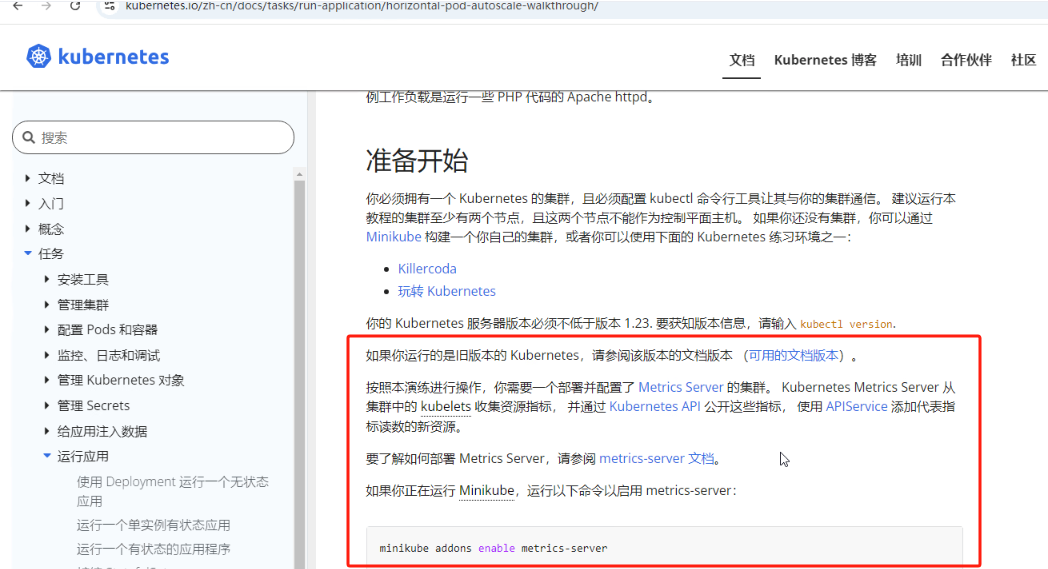 kubernetes.io/zh-cn/docs/tasks/run-application/horizontal-pod-autoscale-walkthrough/
kubernetes
文档 Kubernetes 博客 培训 合作伙伴 社区
搜索
文档
入门
概念
任务
安装工具
管理集群
配置 Pods 和容器
监控、日志和调试
管理 Kubernetes 对象
管理 Secrets
给应用注入数据
运行应用
使用 Deployment 运行一个无状态
应用
运行一个单实例有状态应用
运行一个有状态的应用程序
例工作负载是运行一些 PHP 代码的 Apache httpd。
准备开始
你必须拥有一个 Kubernetes 的集群，且必须配置 kubectl 命令行工具让其与你的集群通信。 建议运行本
教程的集群至少有两个节点，且这两个节点不能作为控制平面主机。 如果你还没有集群，你可以通过
Minikube 构建一个你自己的集群，或者你可以使用下面的 Kubernetes 练习环境之一：
Killercoda
玩转 Kubernetes
你的 Kubernetes 服务器版本必须不低于版本 1.23. 要获知版本信息，请输入 kubectl version.
如果你运行的是旧版本的 Kubernetes，请参阅该版本的文档版本 （可用的文档版本）。
按照本演练进行操作，你需要一个部署并配置了 Metrics Server 的集群。 Kubernetes Metrics Server 从
集群中的 kubelets 收集资源指标， 并通过 Kubernetes API 公开这些指标， 使用 APIService 添加代表指
标读数的新资源。
要了解如何部署 Metrics Server，请参阅 metrics-server 文档。
如果你正在运行 Minikube，运行以下命令以启用 metrics-server：
minikube addons enable metrics-server